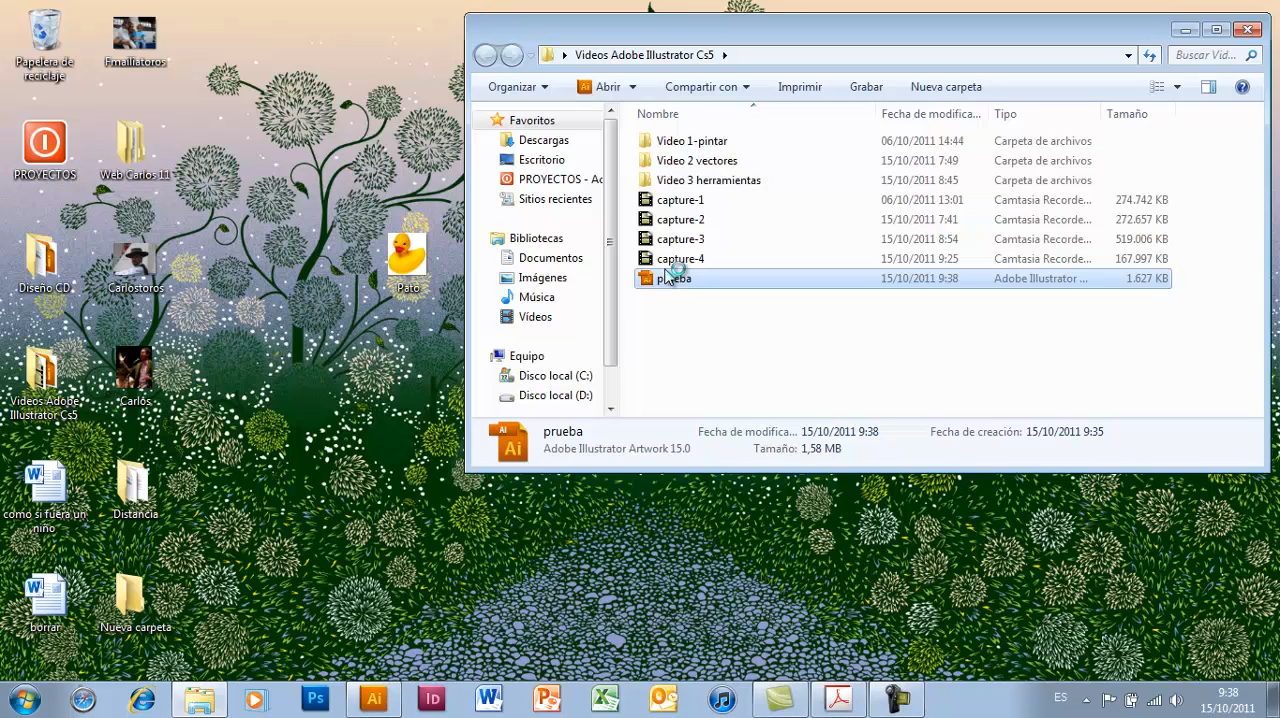 Papelera de
reciclaje
Fmailiatoros
PROYECTOS
Web Carlos 11
Diseño CD
Carlostoros
Pato
Videos Adobe
Illustrator Cs5
Carlos
como si fuera un
niño
Distancia
borrar
Nueva carpeta
Videos Adobe Illustrator Cs5
Buscar Vid...
Organizar
Ai Abrir
Compartir con
Imprimir
Grabar
Nueva carpeta
Favoritos
Descargas
Escritorio
PROYECTOS - Ac
Sitios recientes
Bibliotecas
Documentos
Imágenes
Música
Vídeos
Equipo
Disco local (C:)
Disco local (D:)
Nombre Fecha de modifica... Tipo Tamaño
Video 1-pintar 06/10/2011 14:44 Carpeta de archivos
Video 2 vectores 15/10/2011 7:49 Carpeta de archivos
Video 3 herramientas 15/10/2011 8:45 Carpeta de archivos
capture-1 06/10/2011 13:01 Camtasia Recorde... 274.742 KB
capture-2 15/10/2011 7:41 Camtasia Recorde... 272.657 KB
capture-3 15/10/2011 8:54 Camtasia Recorde... 519.006 KB
capture-4 15/10/2011 9:25 Camtasia Recorde... 167.997 KB
prueba 15/10/2011 9:38 Adobe Illustrator ... 1.627 KB
AI
Ai
prueba Fecha de modifica... 15/10/2011 9:38 Fecha de creación: 15/10/2011 9:35
Adobe Illustrator Artwork 15.0 Tamaño: 1,58 MB
Ps Ai Id
ES
9:38
15/10/2011